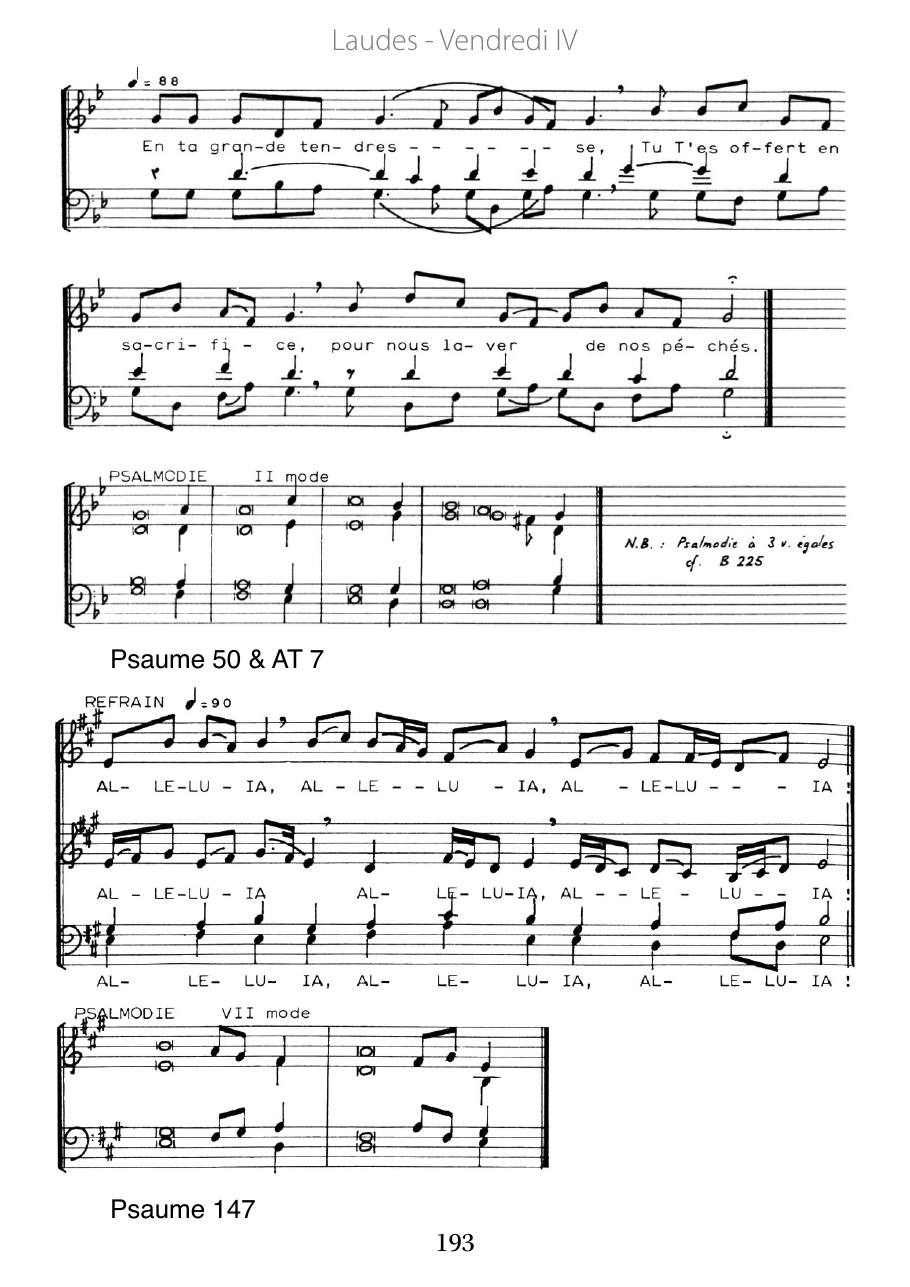 Laudes - Vendredi IV
= 88
En ta gran-de ten-dres - - - - - - se, Tu T'es of-fert en
sa-cri- fi - ce, pour nous la-ver de nos pé-chés.
PSALMODIE II mode
N.B. : Psalmodie à 3 v. égales
cf. B 225
Psaume 50 & AT 7
REFRAIN =90
AL- LE-LU - IA, AL - LE - - LU - IA, AL - LE-LU - - - IA !
AL - LE-LU - IA AL- LE-LU-IA, AL - - LE - LU - - IA !
AL- LE- LU- IA, AL- LE- LU- IA, AL- LE- LU- IA !
PSALMODIE VII mode
Psaume 147
193